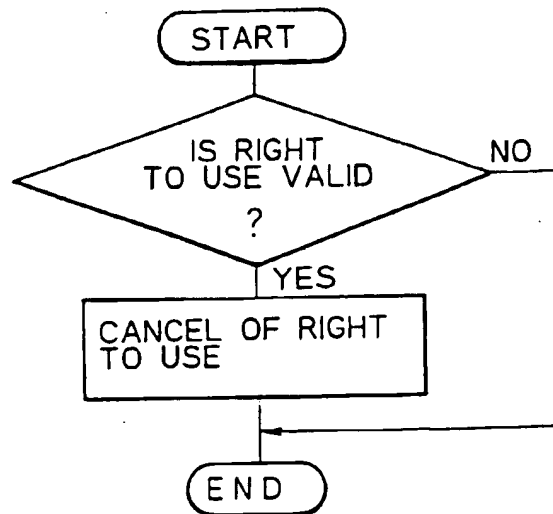 START
IS RIGHT
TO USE VALID
?
NO
YES
CANCEL OF RIGHT
TO USE
END